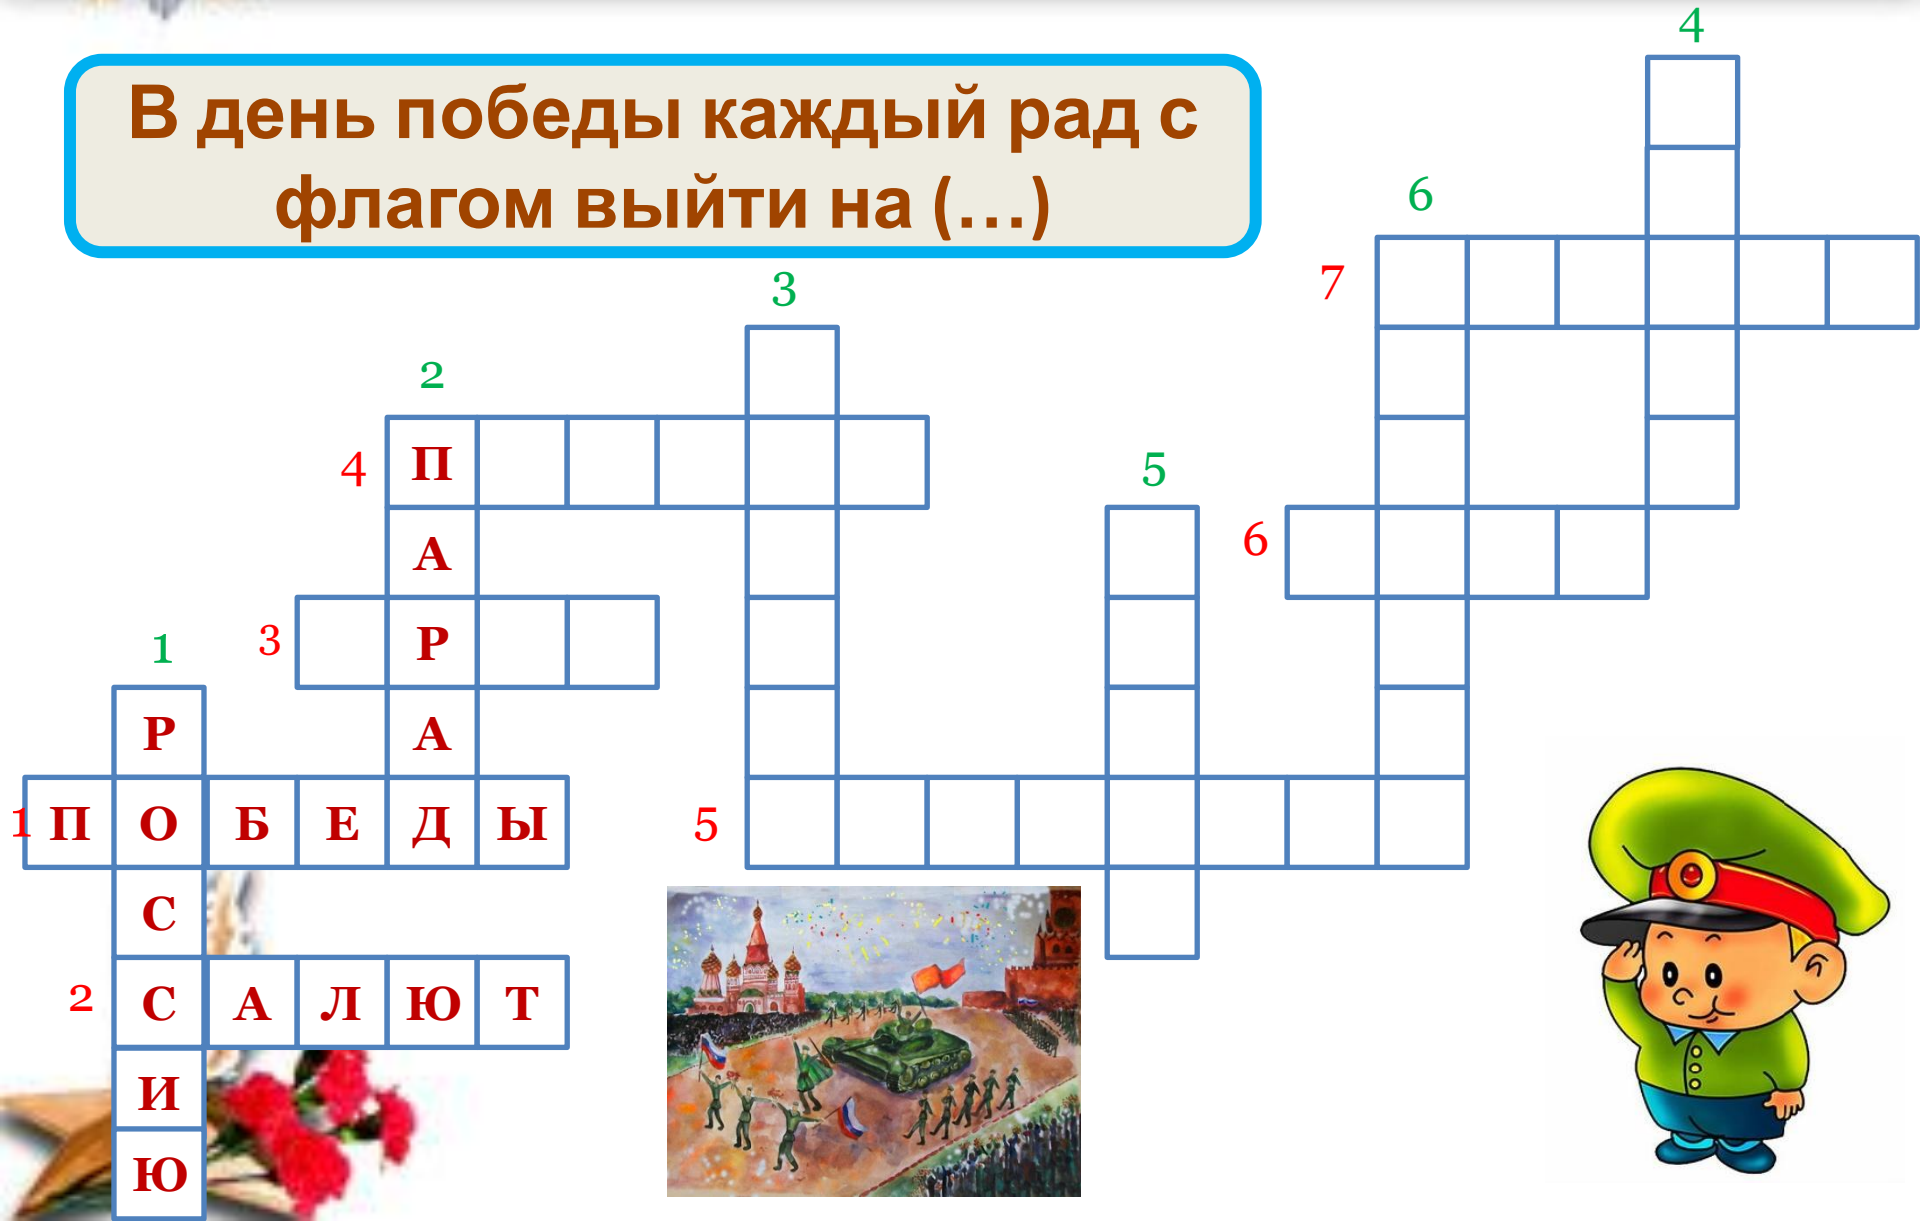 4
В день победы каждый рад с
флагом выйти на (...)
6
7
3
2
4 П
5
А
6
3 Р
1
Р А
1 П О Б Е Д Ы
5
С
2 С А Л Ю Т
И
Ю